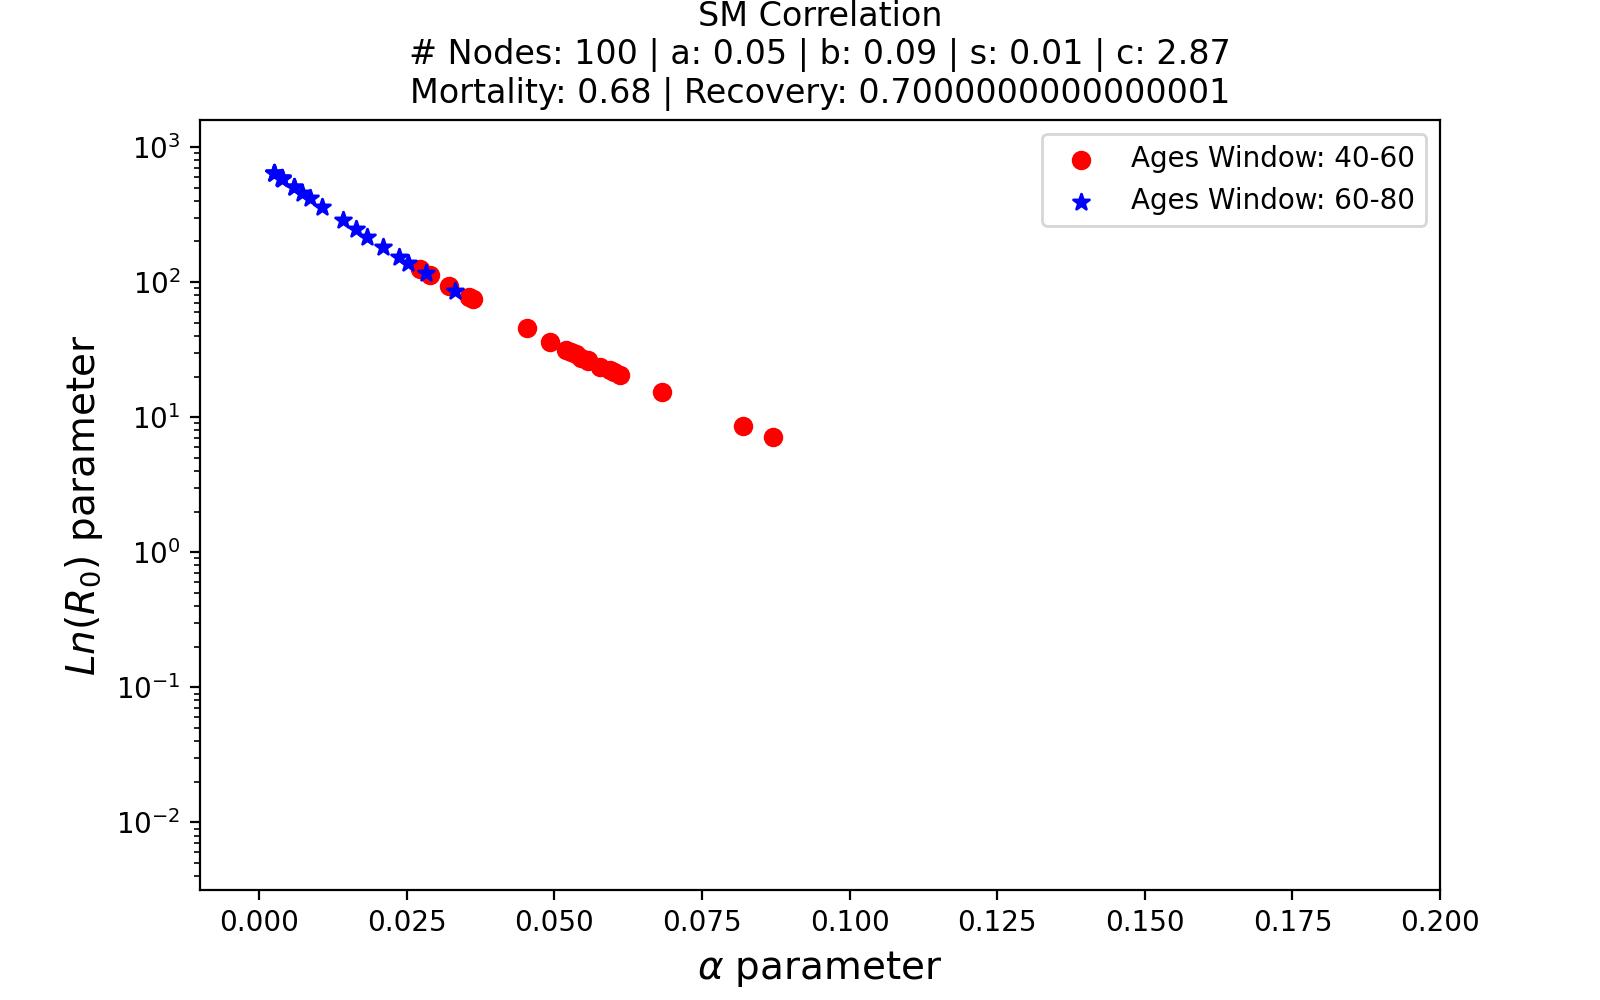 SM Correlation
# Nodes: 100 | a: 0.05 | b: 0.09 | s: 0.01 | c: 2.87
Mortality: 0.68 | Recovery: 0.7000000000000001
Ages Window: 40-60
Ages Window: 60-80
10³
10²
10¹
10⁰
10⁻¹
10⁻²
Ln(R₀) parameter
0.000 0.025 0.050 0.075 0.100 0.125 0.150 0.175 0.200
α parameter